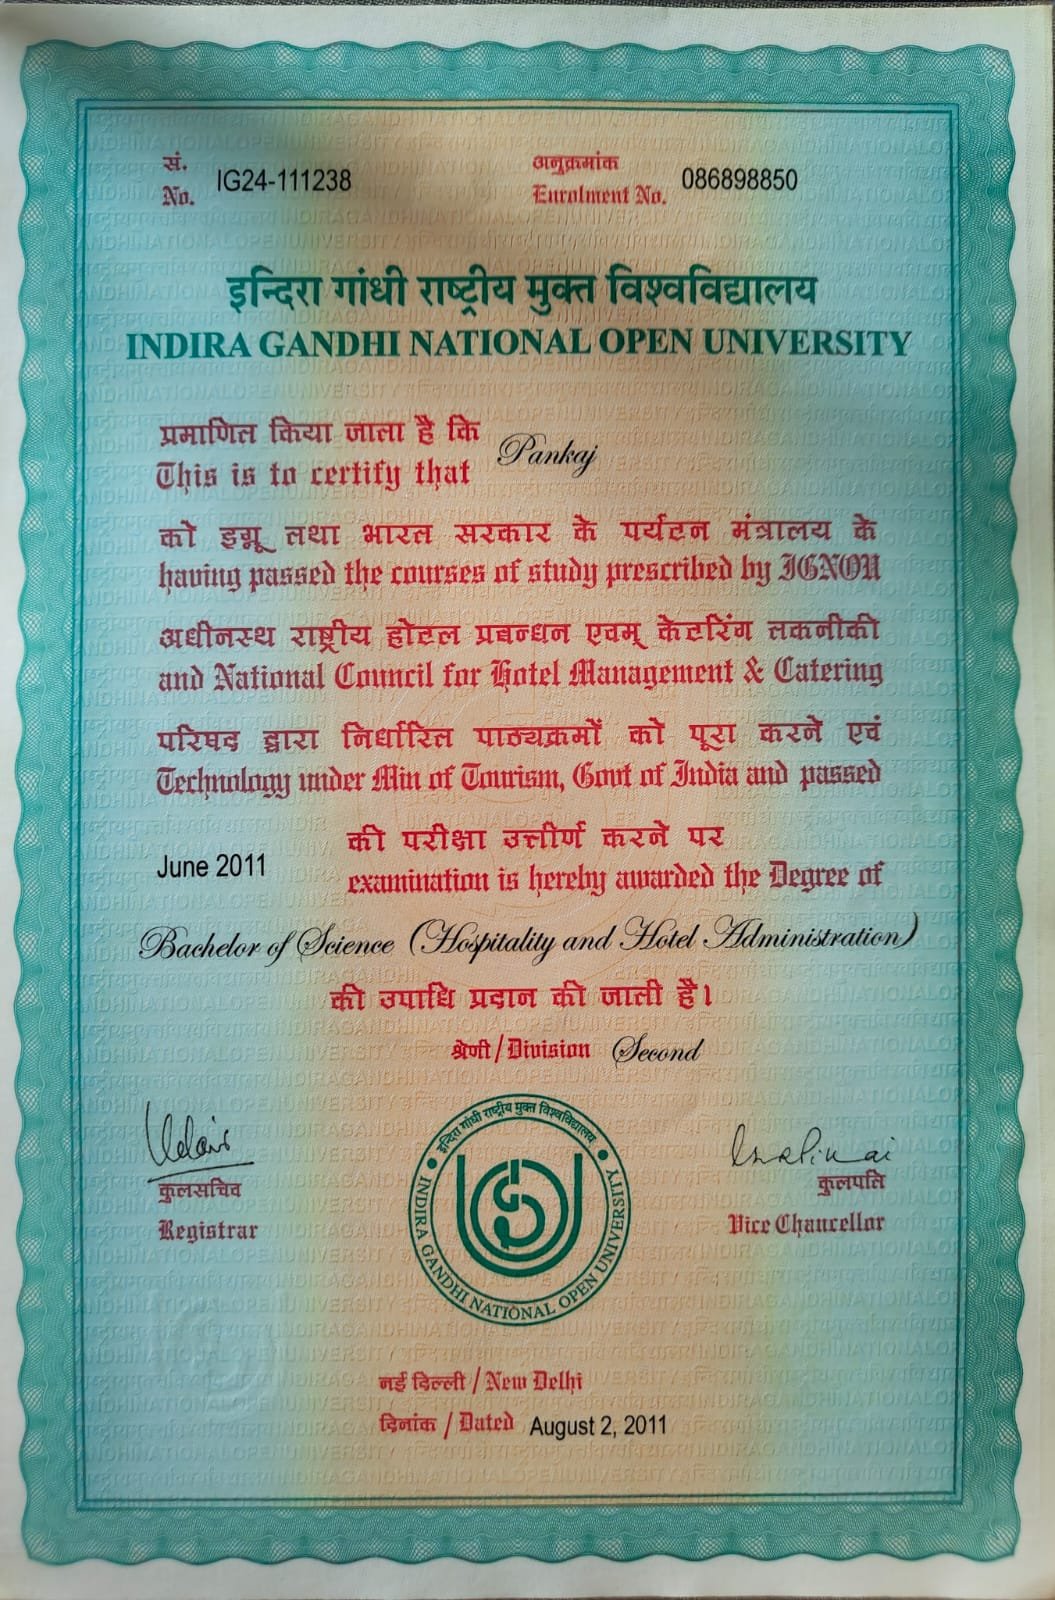 सं.
No. IG24-111238
अनुक्रमांक
Enrolment No. 086898850
इन्दिरा गांधी राष्ट्रीय मुक्त विश्वविद्यालय
INDIRA GANDHI NATIONAL OPEN UNIVERSITY
प्रमाणित किया जाता है कि
This is to certify that Pankaj
को इग्नू तथा भारत सरकार के पर्यटन मंत्रालय के
having passed the courses of study prescribed by IGNOU
अधीनस्थ राष्ट्रीय होटल प्रबन्धन एवम् केटरिंग तकनीकी
and National Council for Hotel Management & Catering
परिषद द्वारा निर्धारित पाठ्यक्रमों को पूरा करने एवं
Technology under Min of Tourism, Govt of India and passed
की परीक्षा उत्तीर्ण करने पर
June 2011 examination is hereby awarded the Degree of
Bachelor of Science (Hospitality and Hotel Administration)
की उपाधि प्रदान की जाती है।
श्रेणी / Division Second
कुलसचिव
Registrar
कुलपति
Vice Chancellor
इन्दिरा गांधी राष्ट्रीय मुक्त विश्वविद्यालय
INDIRA GANDHI NATIONAL OPEN UNIVERSITY
नई दिल्ली / New Delhi
दिनांक / Dated August 2, 2011